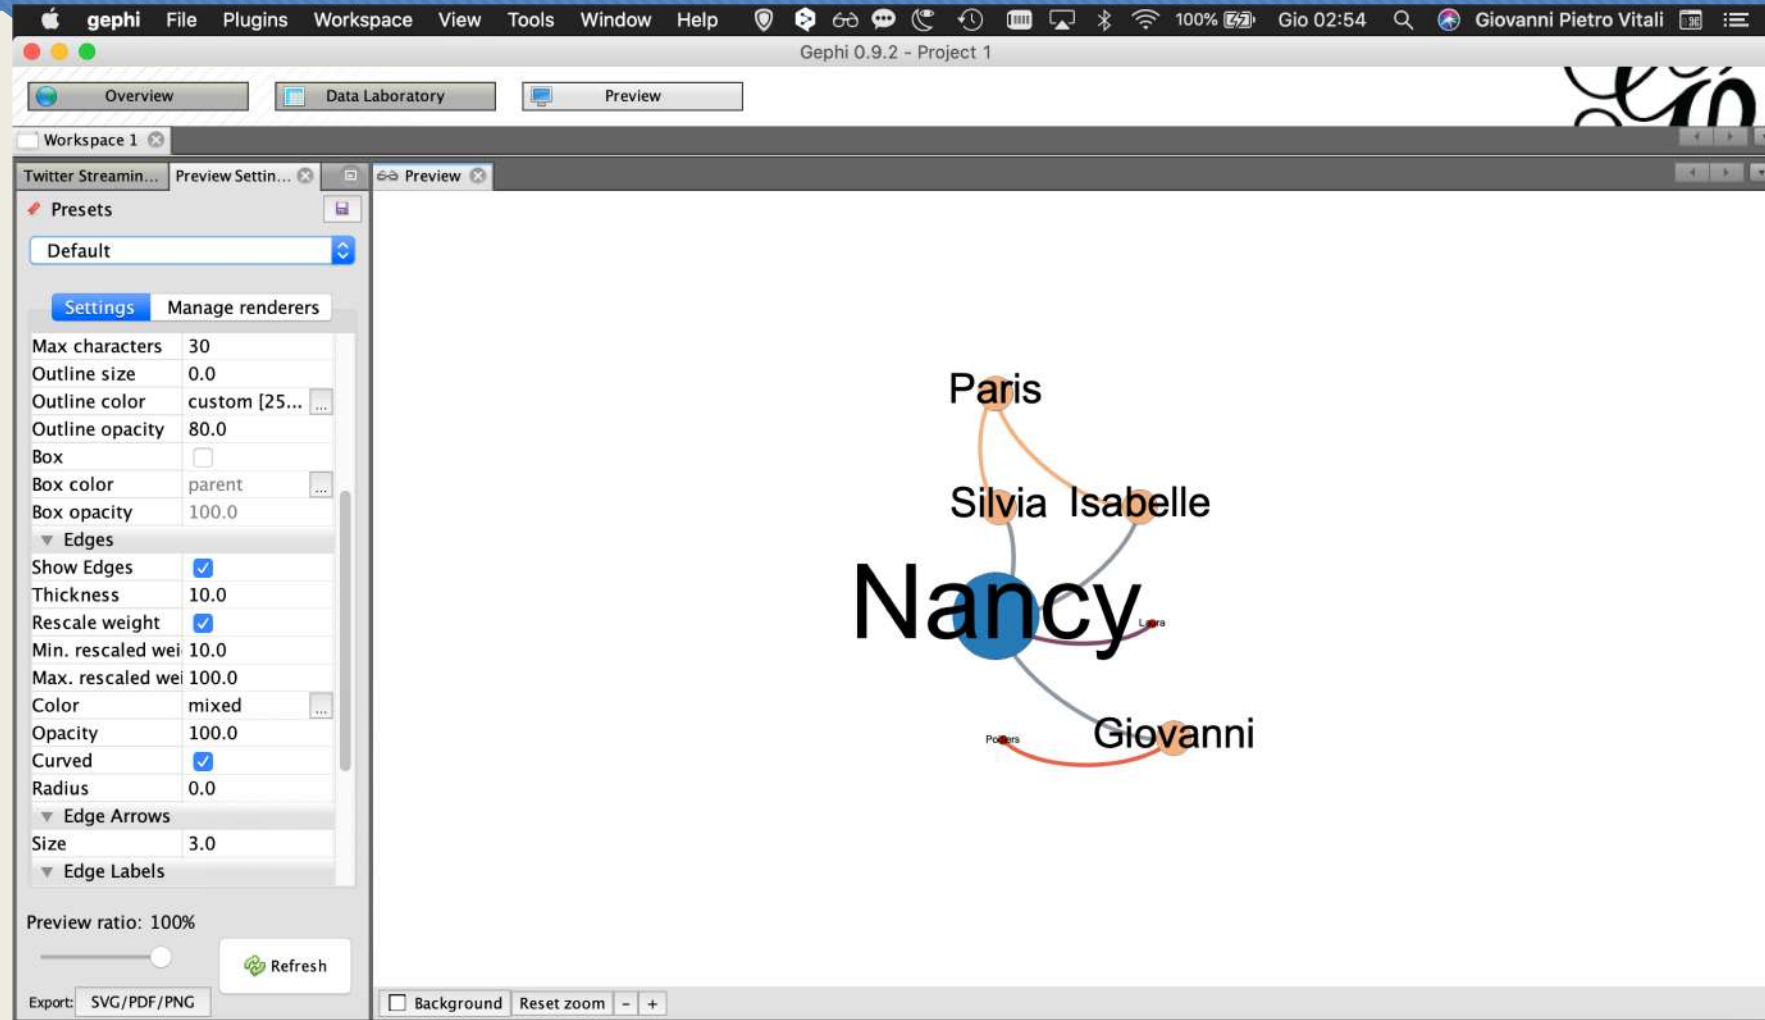 gephi File Plugins Workspace View Tools Window Help 100% Gio 02:54 Giovanni Pietro Vitali
Gephi 0.9.2 - Project 1
Overview Data Laboratory Preview
Workspace 1
Twitter Streamin... Preview Settin... Preview
Presets
Default
Settings Manage renderers
Max characters 30
Outline size 0.0
Outline color custom [25... ...
Outline opacity 80.0
Box
Box color parent ...
Box opacity 100.0
Edges
Show Edges
Thickness 10.0
Rescale weight
Min. rescaled wei 10.0
Max. rescaled wei 100.0
Color mixed ...
Opacity 100.0
Curved
Radius 0.0
Edge Arrows
Size 3.0
Edge Labels
Preview ratio: 100%
Refresh
Export: SVG/PDF/PNG
Paris
Silvia Isabelle
Nancy
Laura
Giovanni
Poitiers
Background Reset zoom - +